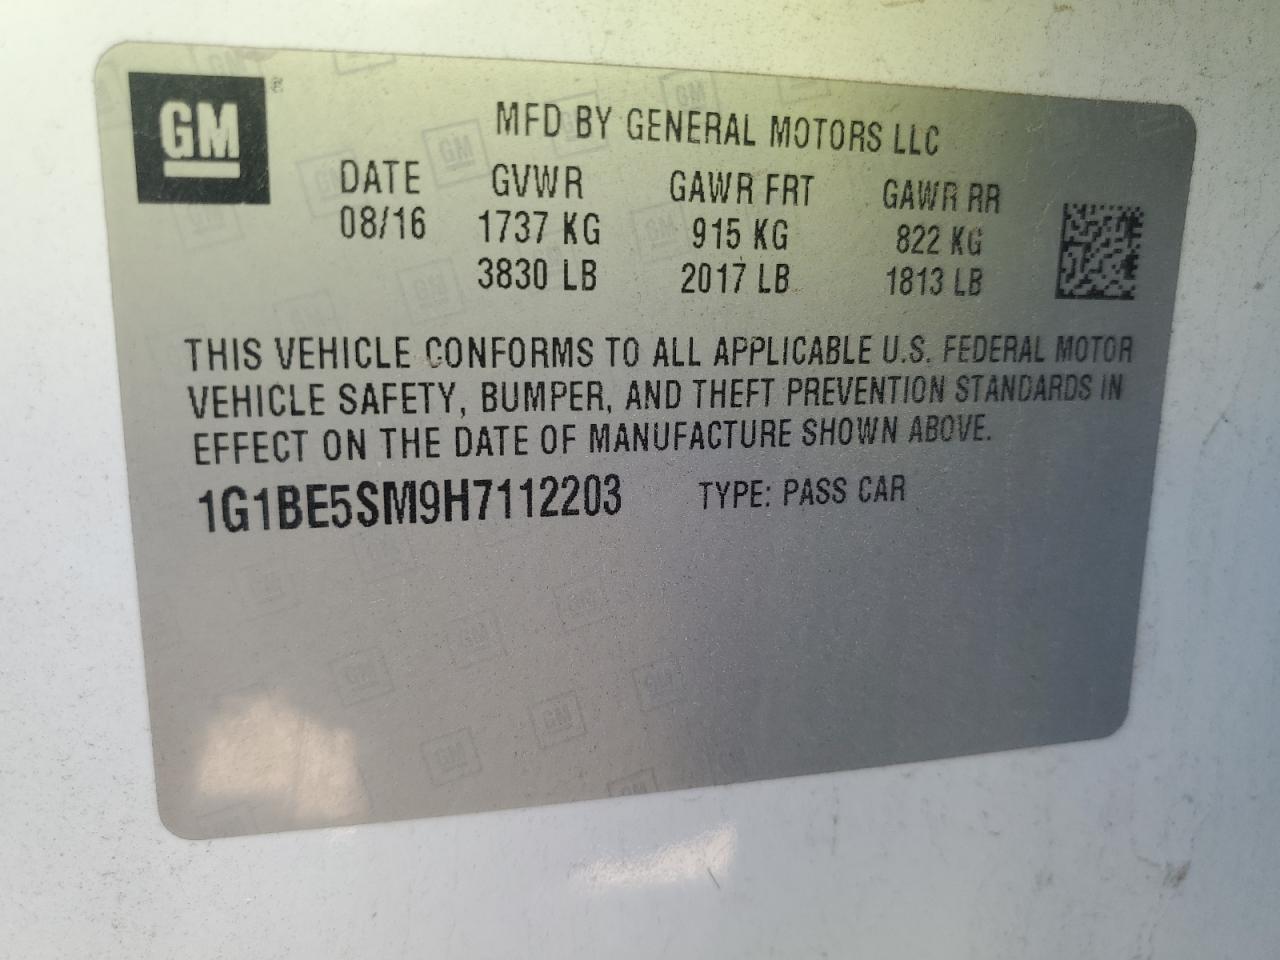 GM
MFD BY GENERAL MOTORS LLC
DATE GVWR GAWR FRT GAWR RR
08/16 1737 KG 915 KG 822 KG
3830 LB 2017 LB 1813 LB
THIS VEHICLE CONFORMS TO ALL APPLICABLE U.S. FEDERAL MOTOR
VEHICLE SAFETY, BUMPER, AND THEFT PREVENTION STANDARDS IN
EFFECT ON THE DATE OF MANUFACTURE SHOWN ABOVE.
1G1BE5SM9H7112203 TYPE: PASS CAR